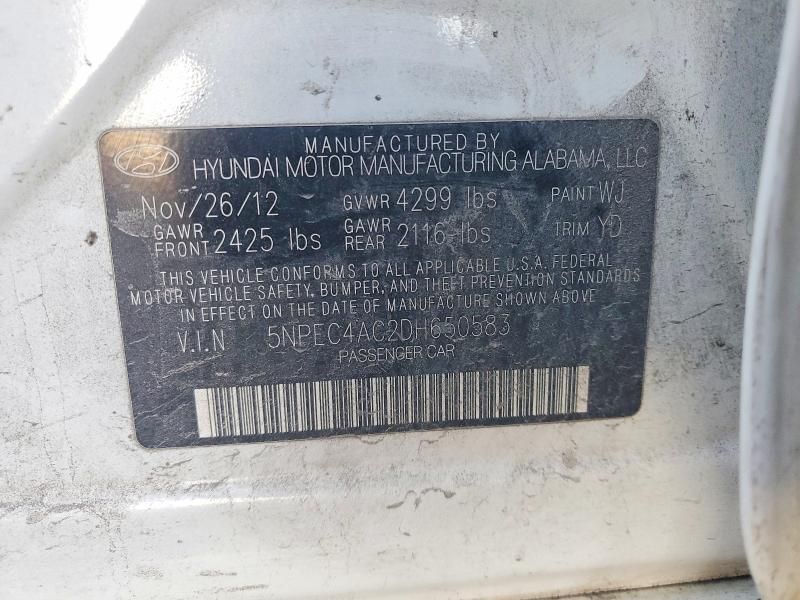 MANUFACTURED BY
HYUNDAI MOTOR MANUFACTURING ALABAMA, LLC
Nov/26/12 GVWR 4299 lbs PAINT WJ
GAWR FRONT 2425 lbs GAWR REAR 2116 lbs TRIM YD
THIS VEHICLE CONFORMS TO ALL APPLICABLE U.S.A. FEDERAL
MOTOR VEHICLE SAFETY, BUMPER, AND THEFT PREVENTION STANDARDS
IN EFFECT ON THE DATE OF MANUFACTURE SHOWN ABOVE.
V.I.N 5NPEC4AC2DH650583
PASSENGER CAR